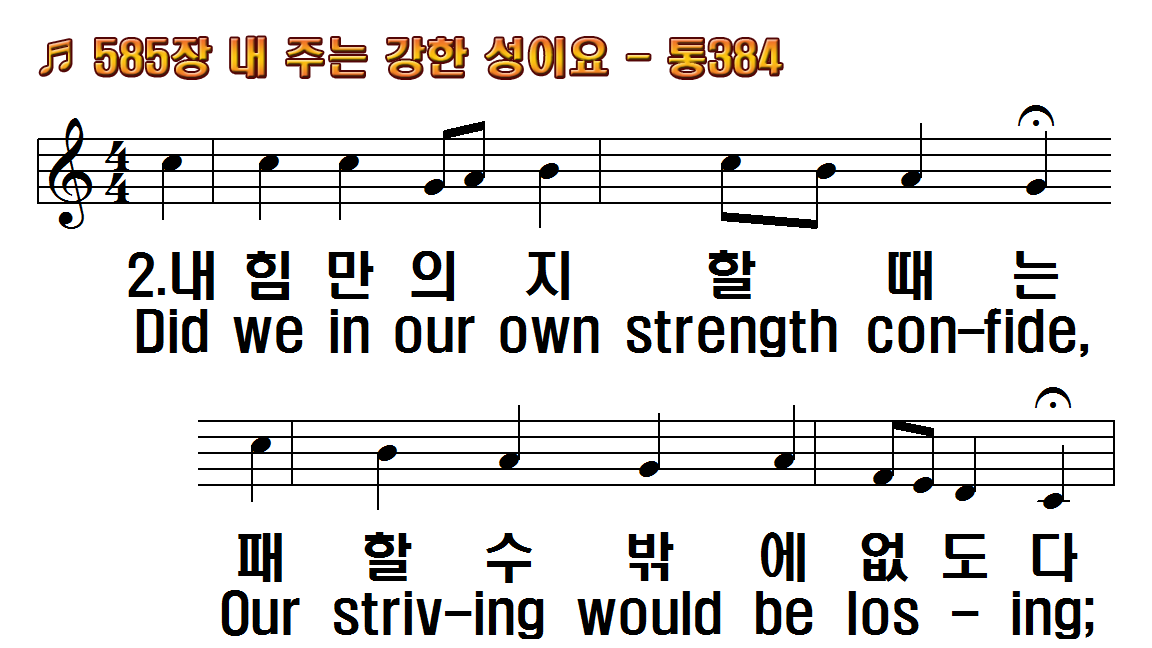 ♬ 585장 내 주는 강한 성이요 - 통384
4
4
2.내 힘 만 의 지 할 때 는
Did we in our own strength con-fide,
패 할 수 밖 에 없 도 다
Our striv-ing would be los - ing;